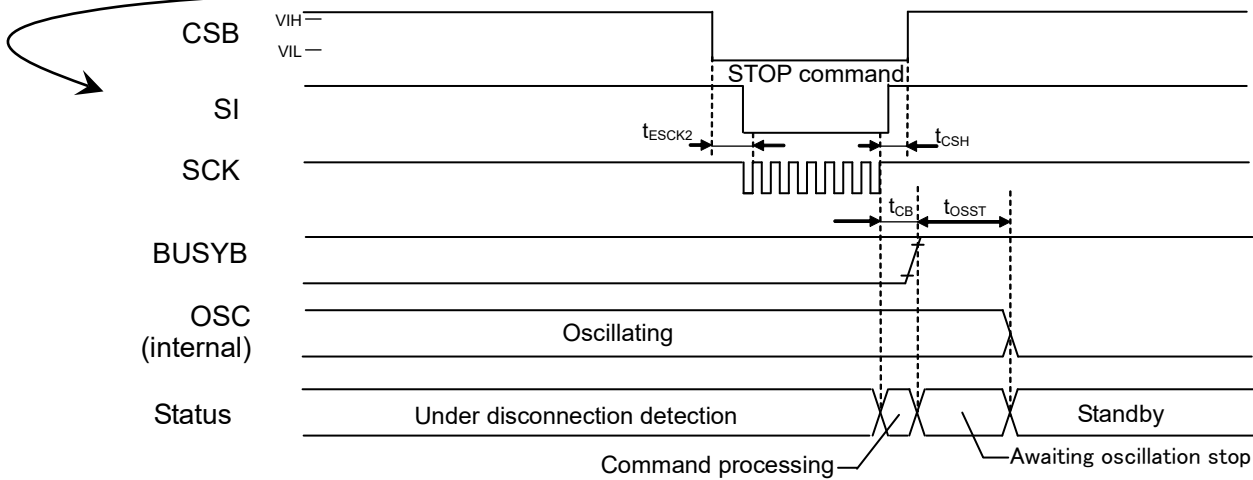 CSB
VIH
VIL
STOP command
SI
tESCK2
tCSH
SCK
tCB
tOSST
BUSYB
OSC
(internal)
Oscillating
Status
Under disconnection detection
Standby
Command processing
Awaiting oscillation stop